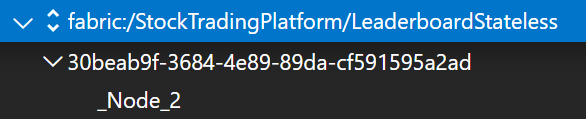 fabric:/StockTradingPlatform/LeaderboardStateless
30beab9f-3684-4e89-89da-cf591595a2ad
_Node_2